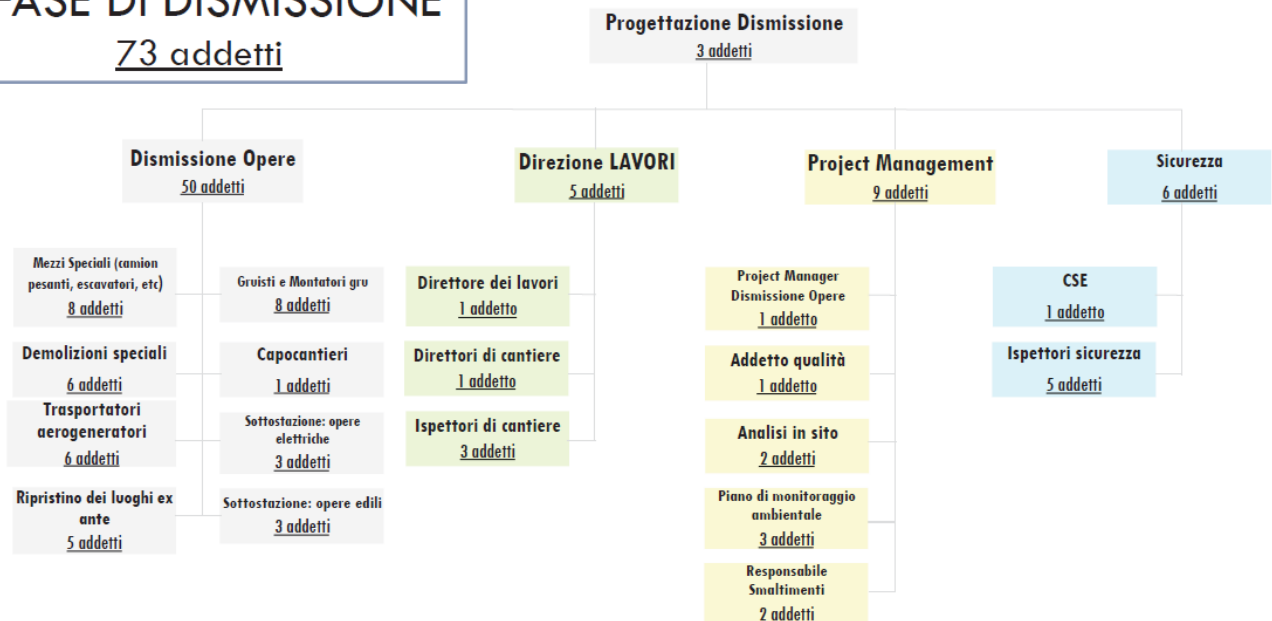 FASE DI DISMISSIONE
73 addetti
Progettazione Dismissione
3 addetti
Dismissione Opere
50 addetti
Direzione LAVORI
5 addetti
Project Management
9 addetti
Sicurezza
6 addetti
Mezzi Speciali (camion
pesanti, escavatori, etc)
8 addetti
Gruisti e Montatori gru
8 addetti
Demolizioni speciali
6 addetti
Capocantieri
1 addetti
Trasportatori
aerogeneratori
6 addetti
Sottostazione: opere
elettriche
3 addetti
Ripristino dei luoghi ex
ante
5 addetti
Sottostazione: opere edili
3 addetti
Direttore dei lavori
1 addetto
Direttori di cantiere
1 addetto
Ispettori di cantiere
3 addetti
Project Manager
Dismissione Opere
1 addetto
Addetto qualità
1 addetto
Analisi in sito
2 addetti
Piano di monitoraggio
ambientale
3 addetti
Responsabile
Smaltimenti
2 addetti
CSE
1 addetto
Ispettori sicurezza
5 addetti